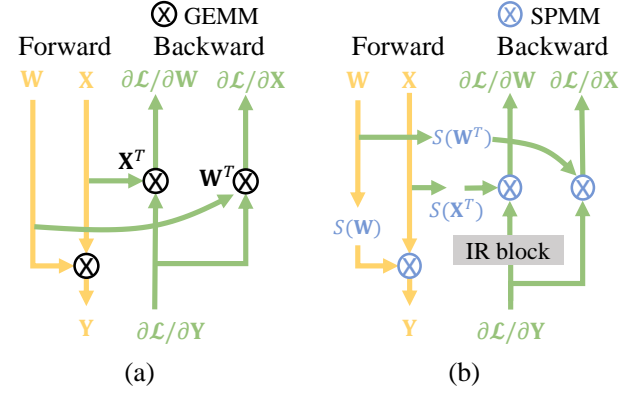 ⊗ GEMM
Forward Backward
W X ∂ℒ/∂W ∂ℒ/∂X
X^T
W^T
Y ∂ℒ/∂Y
(a)
⊗ SPMM
Forward Backward
W X ∂ℒ/∂W ∂ℒ/∂X
S(W^T)
S(X^T)
S(W)
IR block
Y ∂ℒ/∂Y
(b)